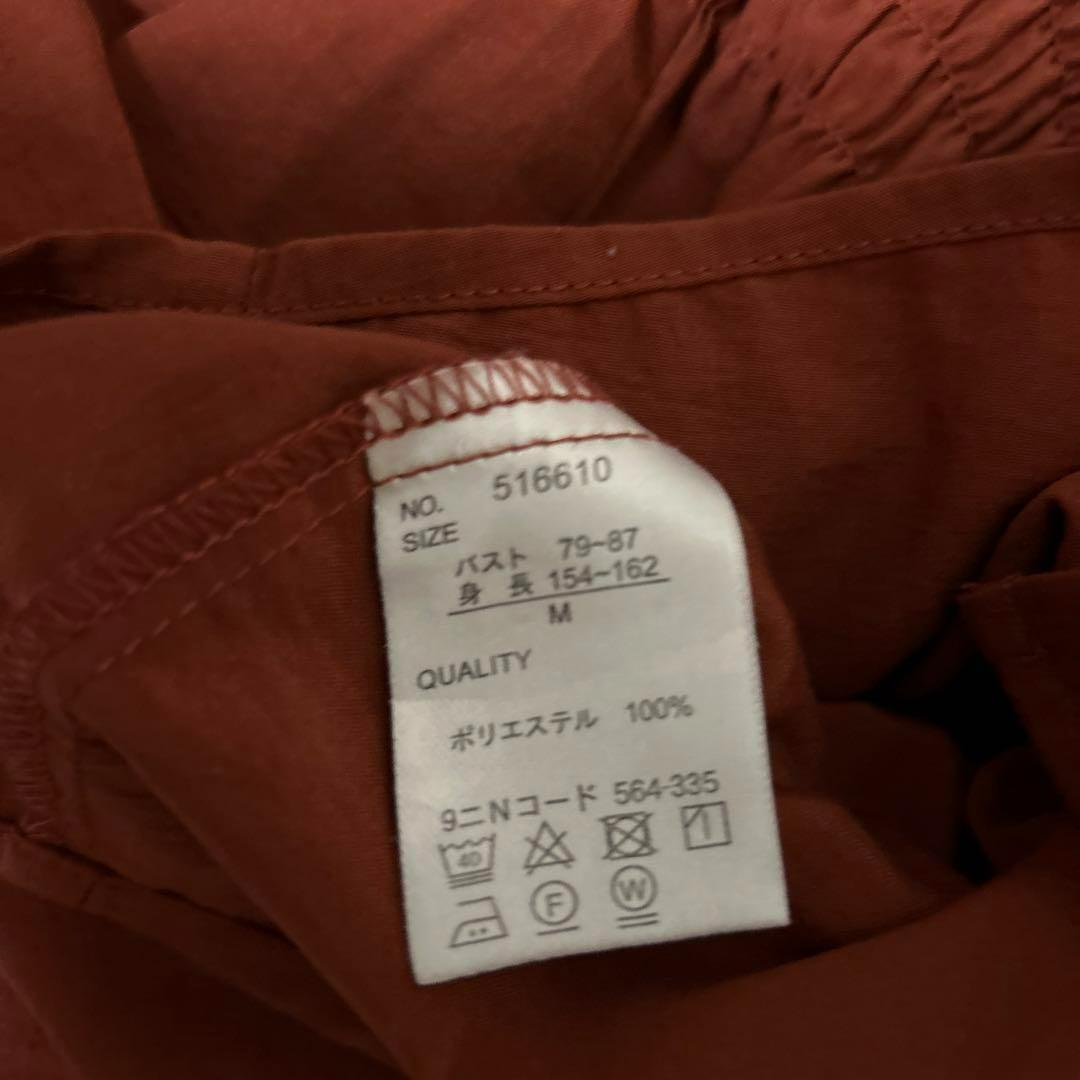 NO. 516610
SIZE
バスト 79~87
身長 154~162
M
QUALITY
ポリエステル 100%
9ニNコード 564-335
40
F W